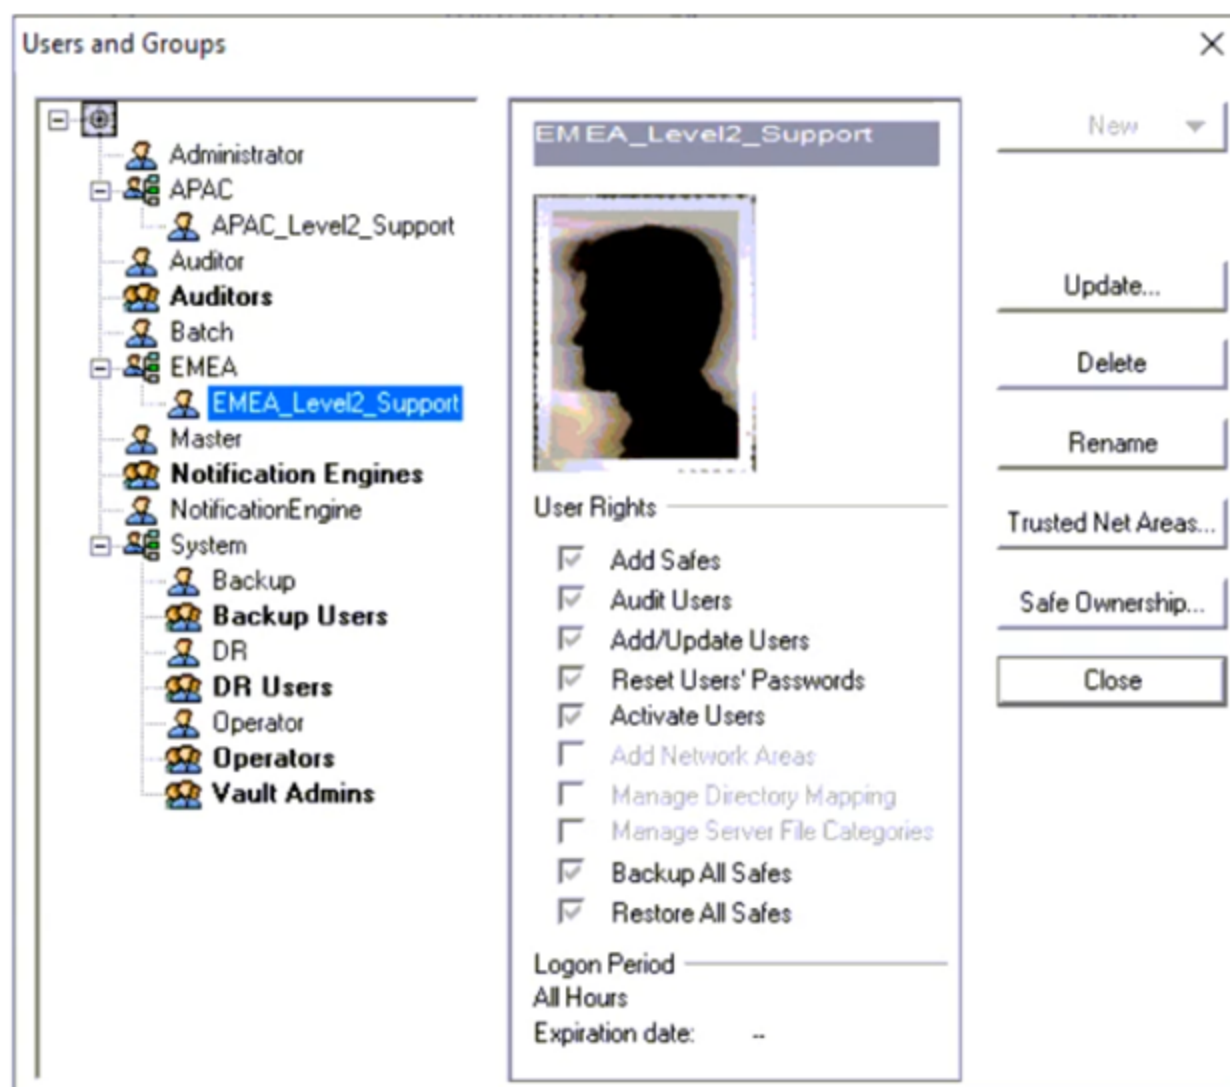 Users and Groups
Administrator
APAC
APAC_Level2_Support
Auditor
Auditors
Batch
EMEA
EMEA_Level2_Support
Master
Notification Engines
NotificationEngine
System
Backup
Backup Users
DR
DR Users
Operator
Operators
Vault Admins
EMEA_Level2_Support
User Rights
Add Safes
Audit Users
Add/Update Users
Reset Users' Passwords
Activate Users
Add Network Areas
Manage Directory Mapping
Manage Server File Categories
Backup All Safes
Restore All Safes
Logon Period
All Hours
Expiration date: --
New
Update...
Delete
Rename
Trusted Net Areas...
Safe Ownership...
Close